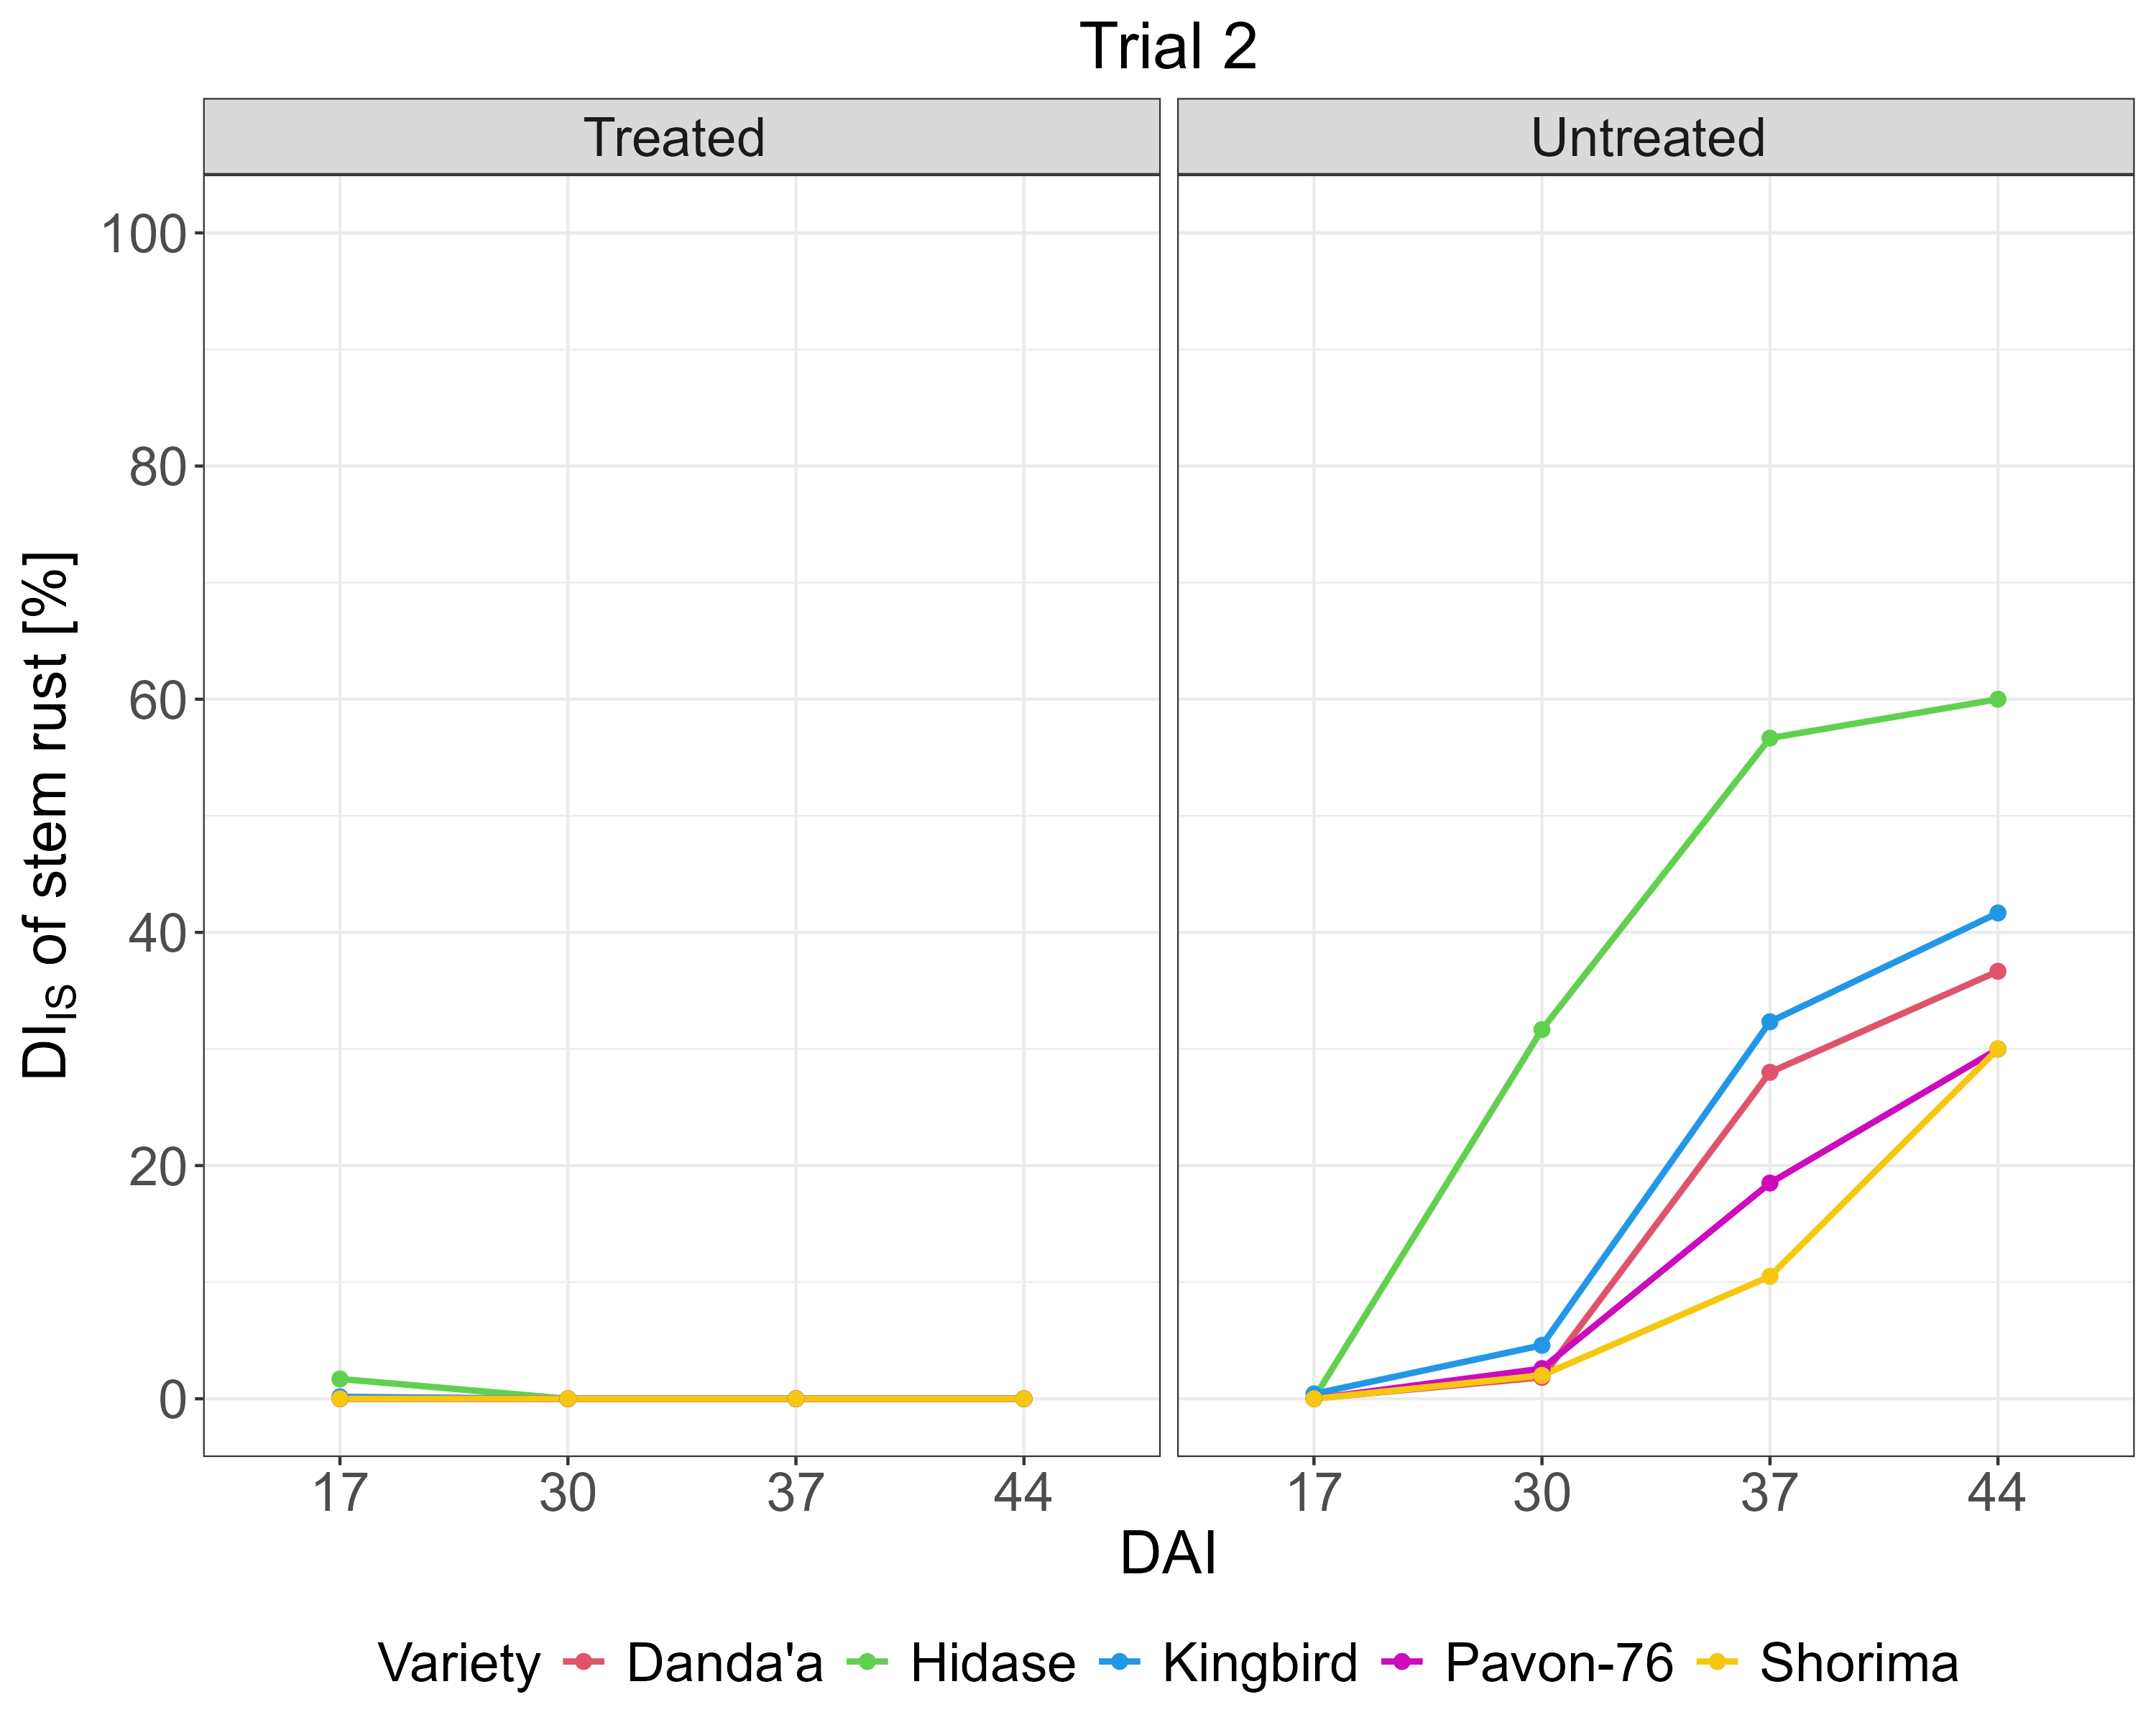 Trial 2
Treated
Untreated
100
80
60
40
20
0
DI_IS of stem rust [%]
17 30 37 44
17 30 37 44
DAI
Variety Danda'a Hidase Kingbird Pavon-76 Shorima